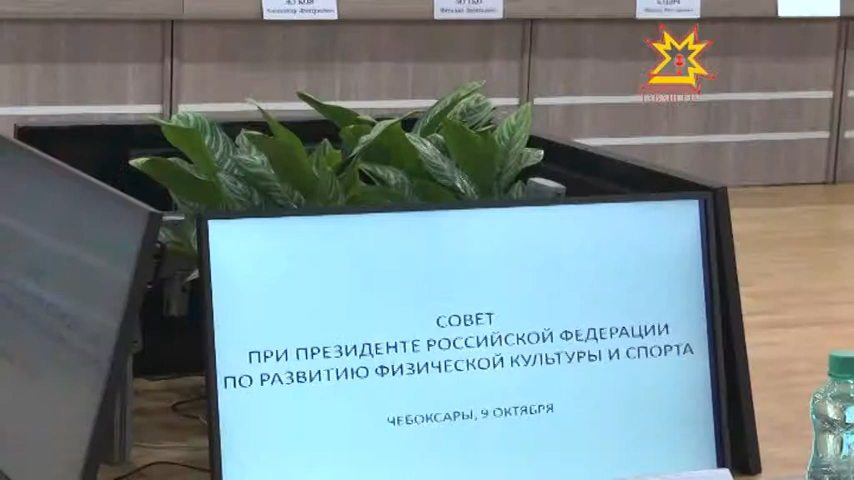 СОВЕТ
ПРИ ПРЕЗИДЕНТЕ РОССИЙСКОЙ ФЕДЕРАЦИИ
ПО РАЗВИТИЮ ФИЗИЧЕСКОЙ КУЛЬТУРЫ И СПОРТА
ЧЕБОКСАРЫ, 9 ОКТЯБРЯ